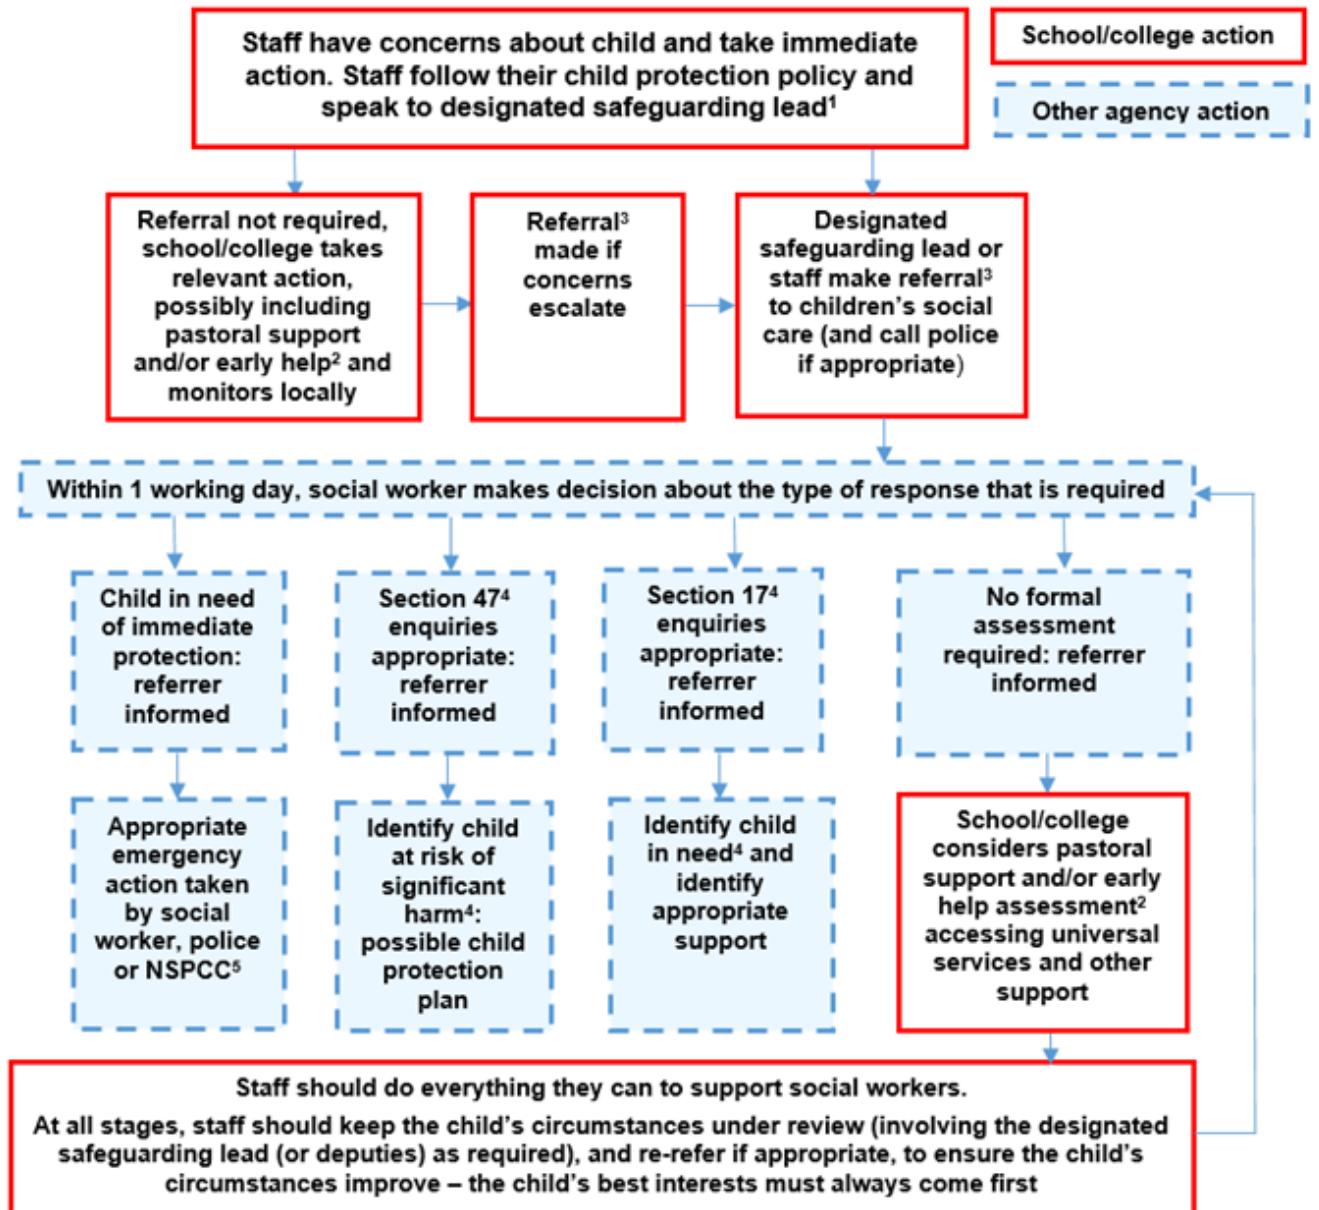 Staff have concerns about child and take immediate
action. Staff follow their child protection policy and
speak to designated safeguarding lead¹
School/college action
Other agency action
Referral not required,
school/college takes
relevant action,
possibly including
pastoral support
and/or early help² and
monitors locally
Referral³
made if
concerns
escalate
Designated
safeguarding lead or
staff make referral³
to children's social
care (and call police
if appropriate)
Within 1 working day, social worker makes decision about the type of response that is required
Child in need
of immediate
protection:
referrer
informed
Section 47⁴
enquiries
appropriate:
referrer
informed
Section 17⁴
enquiries
appropriate:
referrer
informed
No formal
assessment
required: referrer
informed
Appropriate
emergency
action taken
by social
worker, police
or NSPCC⁵
Identify child
at risk of
significant
harm⁴:
possible child
protection
plan
Identify child
in need⁴ and
identify
appropriate
support
School/college
considers pastoral
support and/or early
help assessment²
accessing universal
services and other
support
Staff should do everything they can to support social workers.
At all stages, staff should keep the child's circumstances under review (involving the designated
safeguarding lead (or deputies) as required), and re-refer if appropriate, to ensure the child's
circumstances improve – the child's best interests must always come first